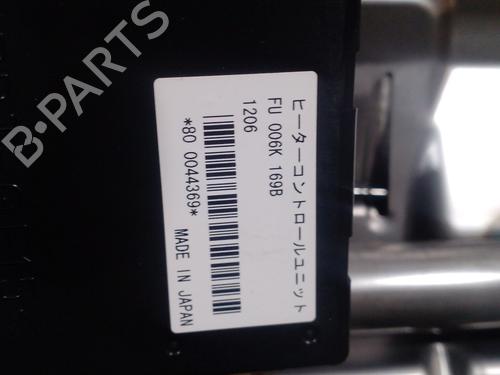 ヒーターコントロールユニット
FU 006K 169B
1206
*80 0044369*
MADE IN JAPAN
B-PARTS